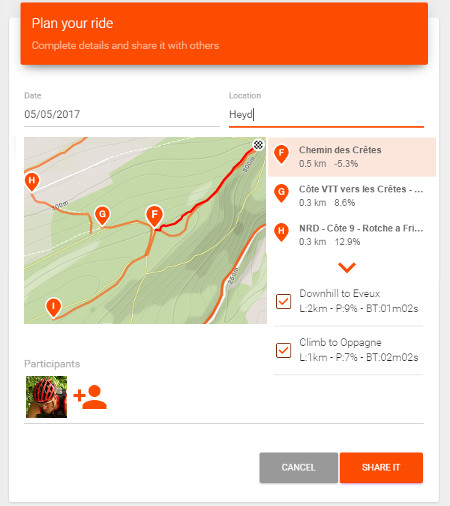 Plan your ride
Complete details and share it with others
Date
Location
05/05/2017
Heyd
F
Chemin des Crêtes
0.5 km -5.3%
G
Côte VTT vers les Crêtes - ...
0.3 km 8.6%
H
NRD - Côte 9 - Rotche a Fri...
0.3 km 12.9%
H
G
F
I
300m
300m
260m
Downhill to Eveux
L:2km - P:9% - BT:01m02s
Climb to Oppagne
L:1km - P:7% - BT:02m02s
Participants
CANCEL
SHARE IT